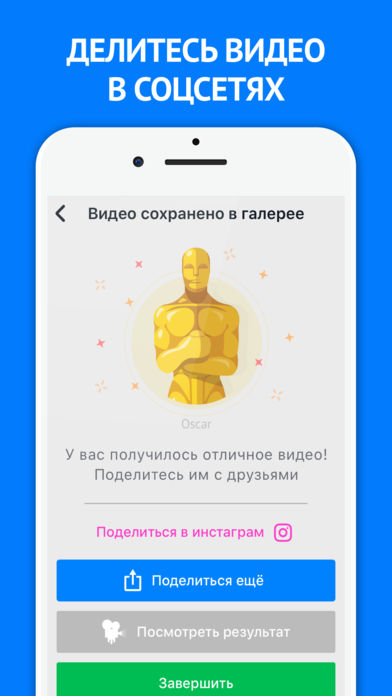 ДЕЛИТЕСЬ ВИДЕО
В СОЦСЕТЯХ
Видео сохранено в галерее
Oscar
У вас получилось отличное видео!
Поделитесь им с друзьями
Поделиться в инстаграм
Поделиться ещё
Посмотреть результат
Завершить